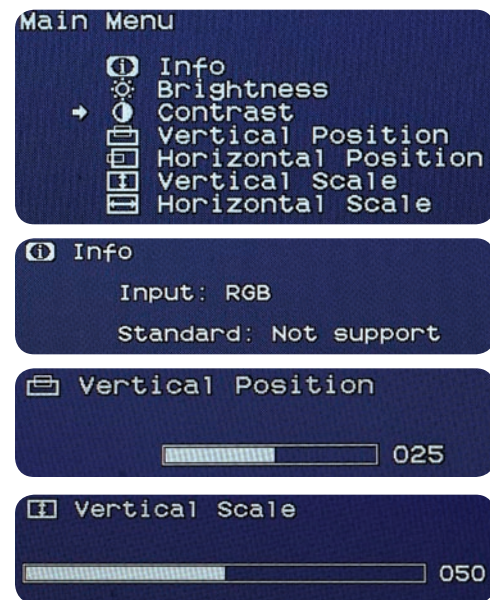 Main Menu
Info
Brightness
Contrast
Vertical Position
Horizontal Position
Vertical Scale
Horizontal Scale
Info
Input: RGB
Standard: Not support
Vertical Position
025
Vertical Scale
050